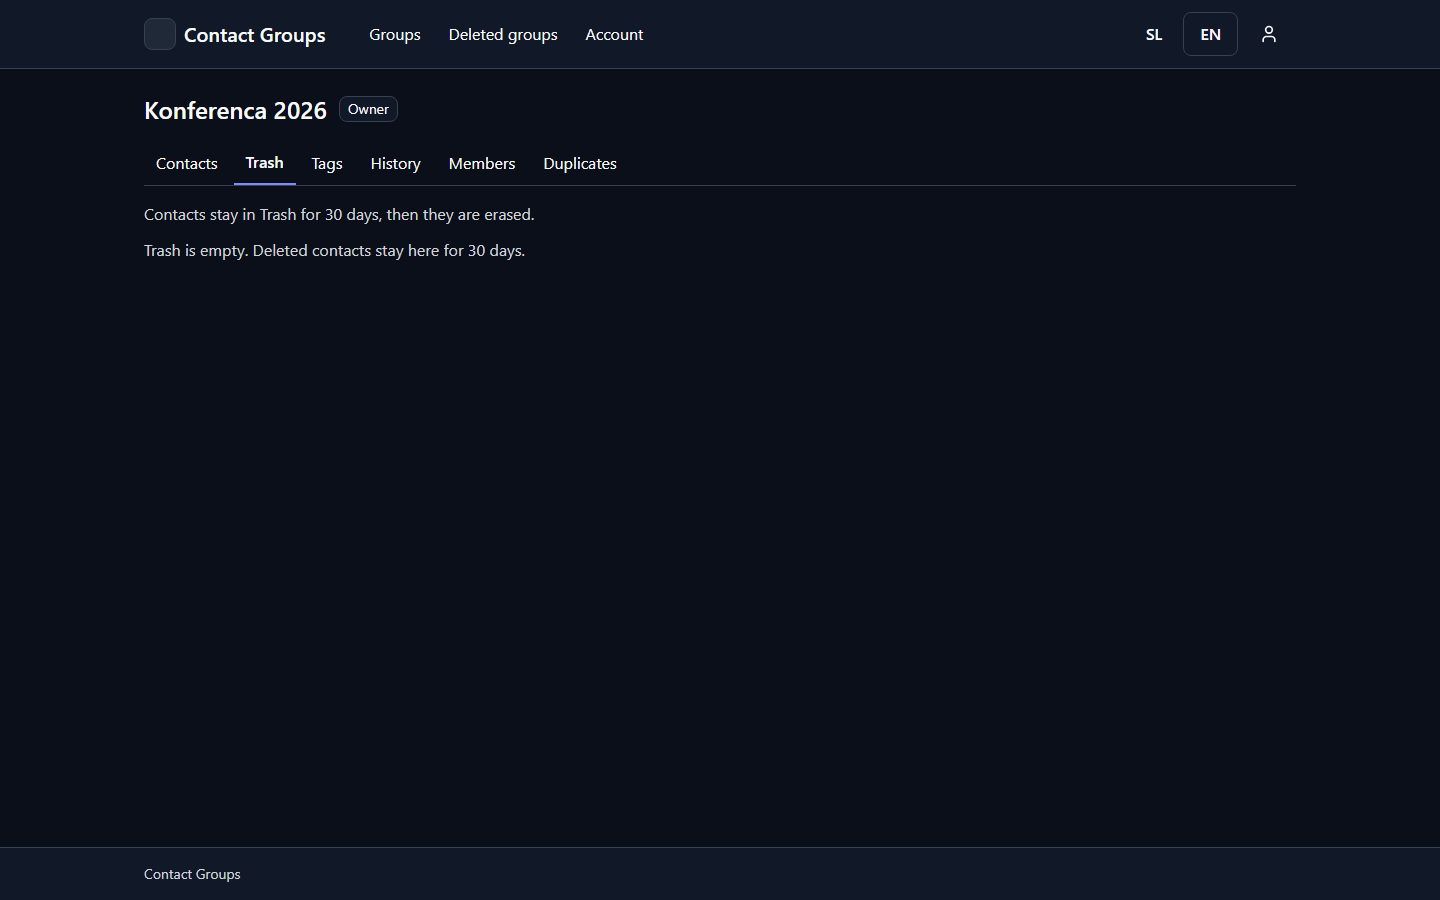 Contact Groups
Groups
Deleted groups
Account
SL
EN
Konferenca 2026
Owner
Contacts
Trash
Tags
History
Members
Duplicates
Contacts stay in Trash for 30 days, then they are erased.
Trash is empty. Deleted contacts stay here for 30 days.
Contact Groups